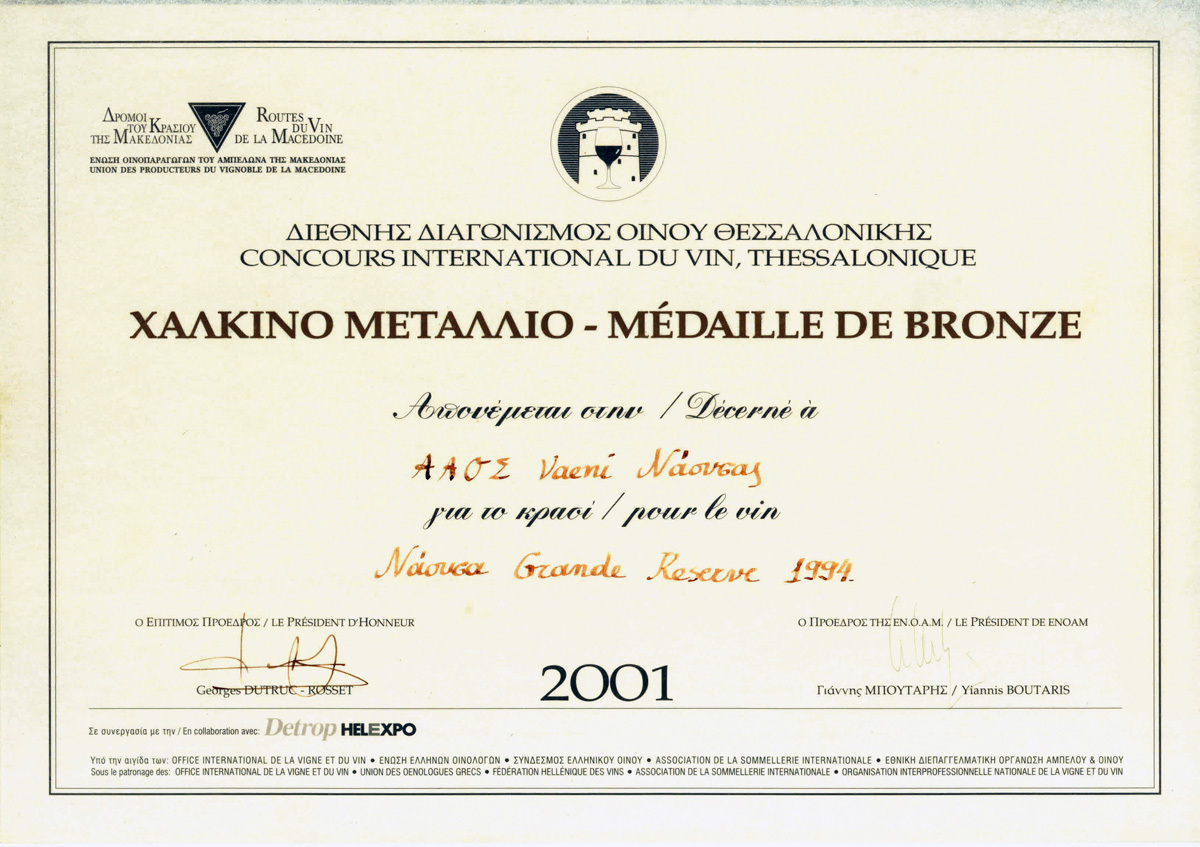 ΔΡΟΜΟΙ
ΤΟΥ ΚΡΑΣΙΟΥ
ΤΗΣ ΜΑΚΕΔΟΝΙΑΣ
ROUTES
DU VIN
DE LA MACEDOINE
ΕΝΩΣΗ ΟΙΝΟΠΑΡΑΓΩΓΩΝ ΤΟΥ ΑΜΠΕΛΩΝΑ ΤΗΣ ΜΑΚΕΔΟΝΙΑΣ
UNION DES PRODUCTEURS DU VIGNOBLE DE LA MACEDOINE
ΔΙΕΘΝΗΣ ΔΙΑΓΩΝΙΣΜΟΣ ΟΙΝΟΥ ΘΕΣΣΑΛΟΝΙΚΗΣ
CONCOURS INTERNATIONAL DU VIN, THESSALONIQUE
ΧΑΛΚΙΝΟ ΜΕΤΑΛΛΙΟ - MÉDAILLE DE BRONZE
Απονέμεται στην / Décerné à
ΑΑΟΣ Vaeni Νάουσας
για το κρασί / pour le vin
Νάουσα Grande Reserve 1994
Ο ΕΠΙΤΙΜΟΣ ΠΡΟΕΔΡΟΣ / LE PRÉSIDENT D'HONNEUR
Ο ΠΡΟΕΔΡΟΣ ΤΗΣ ΕΝ.Ο.Α.Μ. / LE PRÉSIDENT DE ENOAM
Georges DUTRUC - ROSSET
2001
Γιάννης ΜΠΟΥΤΑΡΗΣ / Yiannis BOUTARIS
Σε συνεργασία με την / En collaboration avec: Detrop HELEXPO
Υπό την αιγίδα των: OFFICE INTERNATIONAL DE LA VIGNE ET DU VIN • ΕΝΩΣΗ ΕΛΛΗΝΩΝ ΟΙΝΟΛΟΓΩΝ • ΣΥΝΔΕΣΜΟΣ ΕΛΛΗΝΙΚΟΥ ΟΙΝΟΥ • ASSOCIATION DE LA SOMMELLERIE INTERNATIONALE • ΕΘΝΙΚΗ ΔΙΕΠΑΓΓΕΛΜΑΤΙΚΗ ΟΡΓΑΝΩΣΗ ΑΜΠΕΛΟΥ & ΟΙΝΟΥ
Sous le patronage des: OFFICE INTERNATIONAL DE LA VIGNE ET DU VIN • UNION DES OENOLOGUES GRECS • FÉDÉRATION HELLÉNIQUE DES VINS • ASSOCIATION DE LA SOMMELLERIE INTERNATIONALE • ORGANISATION INTERPROFESSIONNELLE NATIONALE DE LA VIGNE ET DU VIN